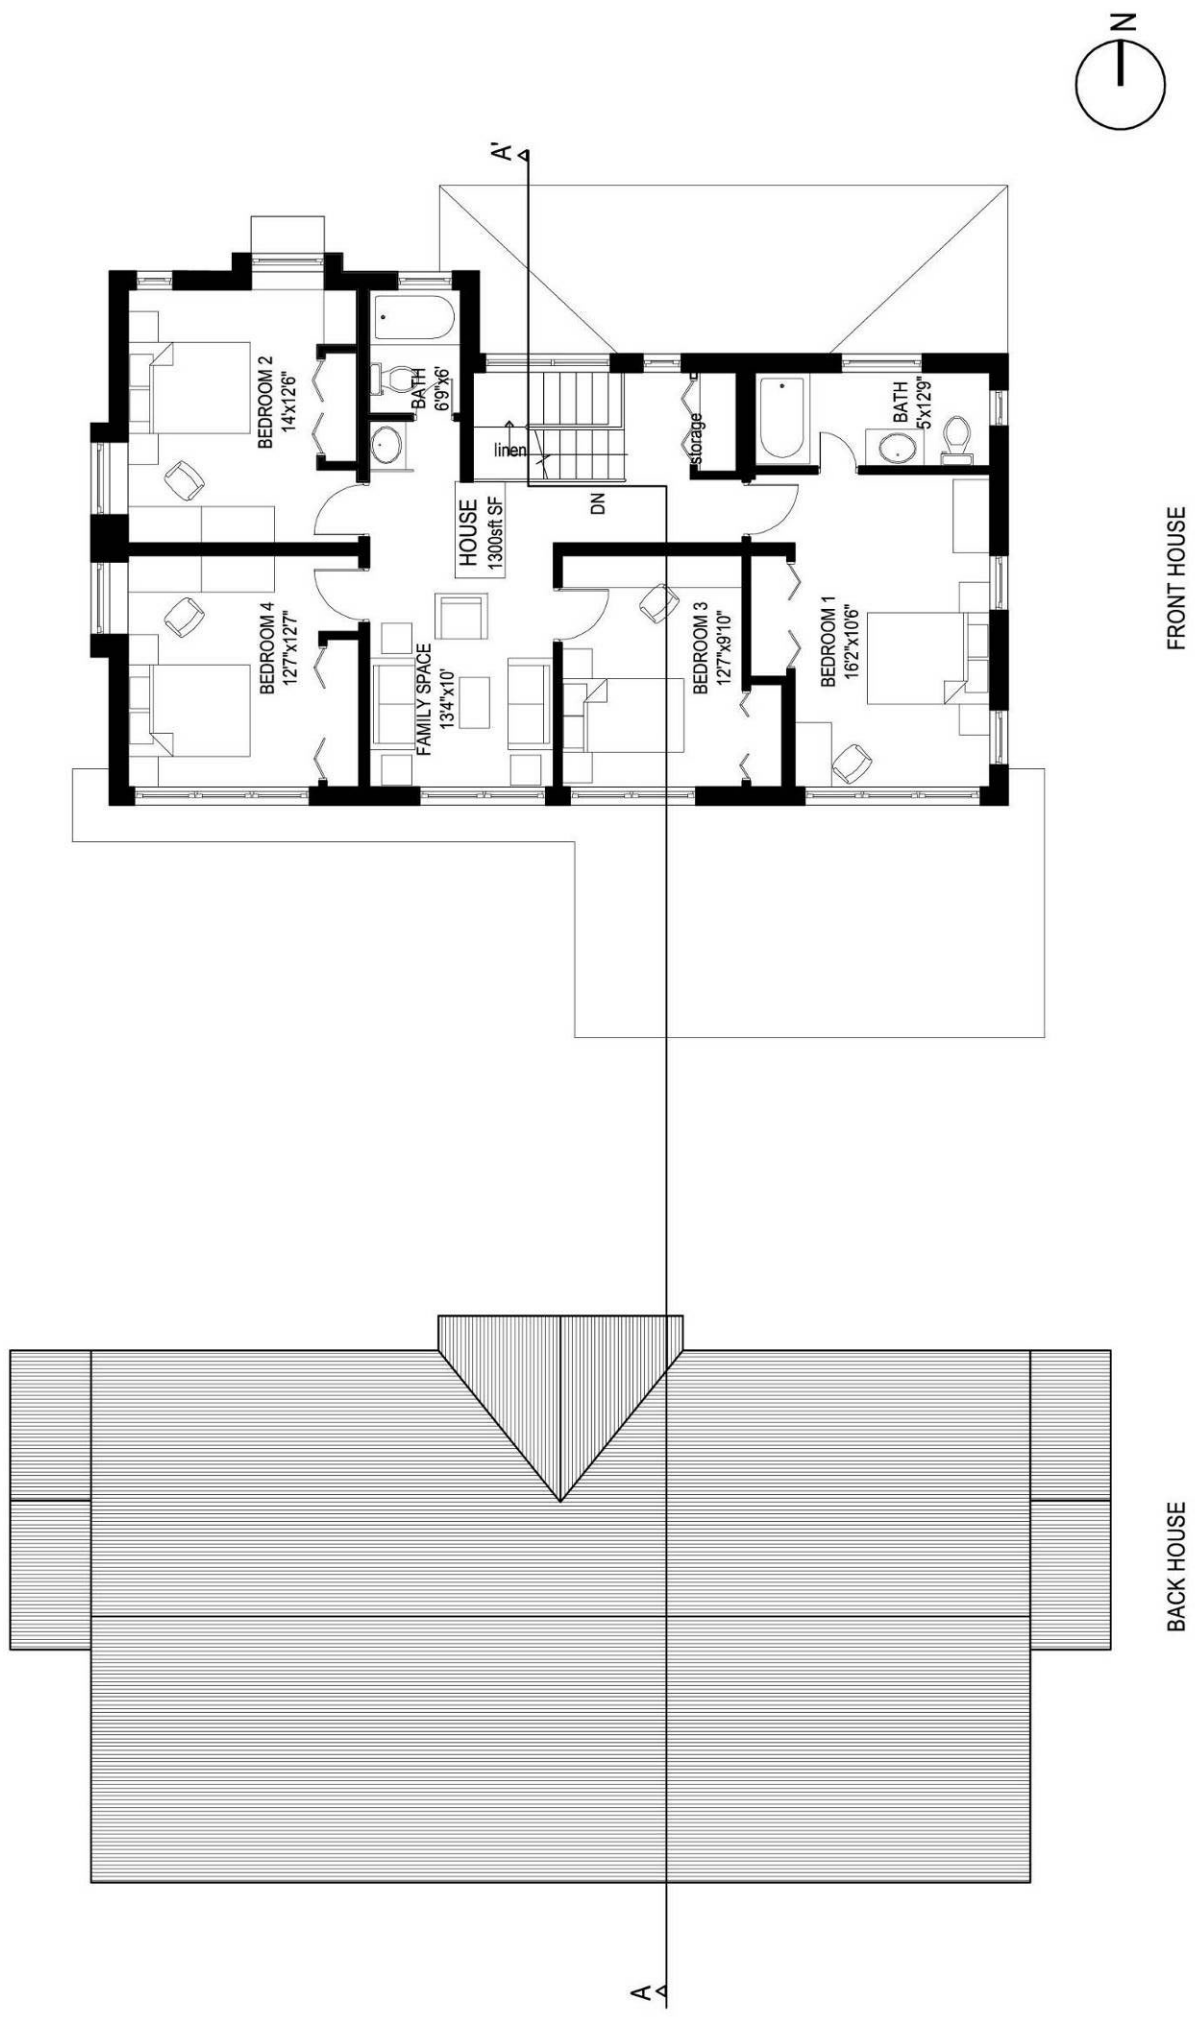 N
A'
BEDROOM 2
14'x12'6"
BATH
6'9"x6'
linen
storage
BATH
5'x12'9"
HOUSE
1300sft SF
DN
BEDROOM 4
12'7"x12'7"
FAMILY SPACE
13'4"x10'
BEDROOM 3
12'7"x9'10"
BEDROOM 1
16'2"x10'6"
FRONT HOUSE
BACK HOUSE
A